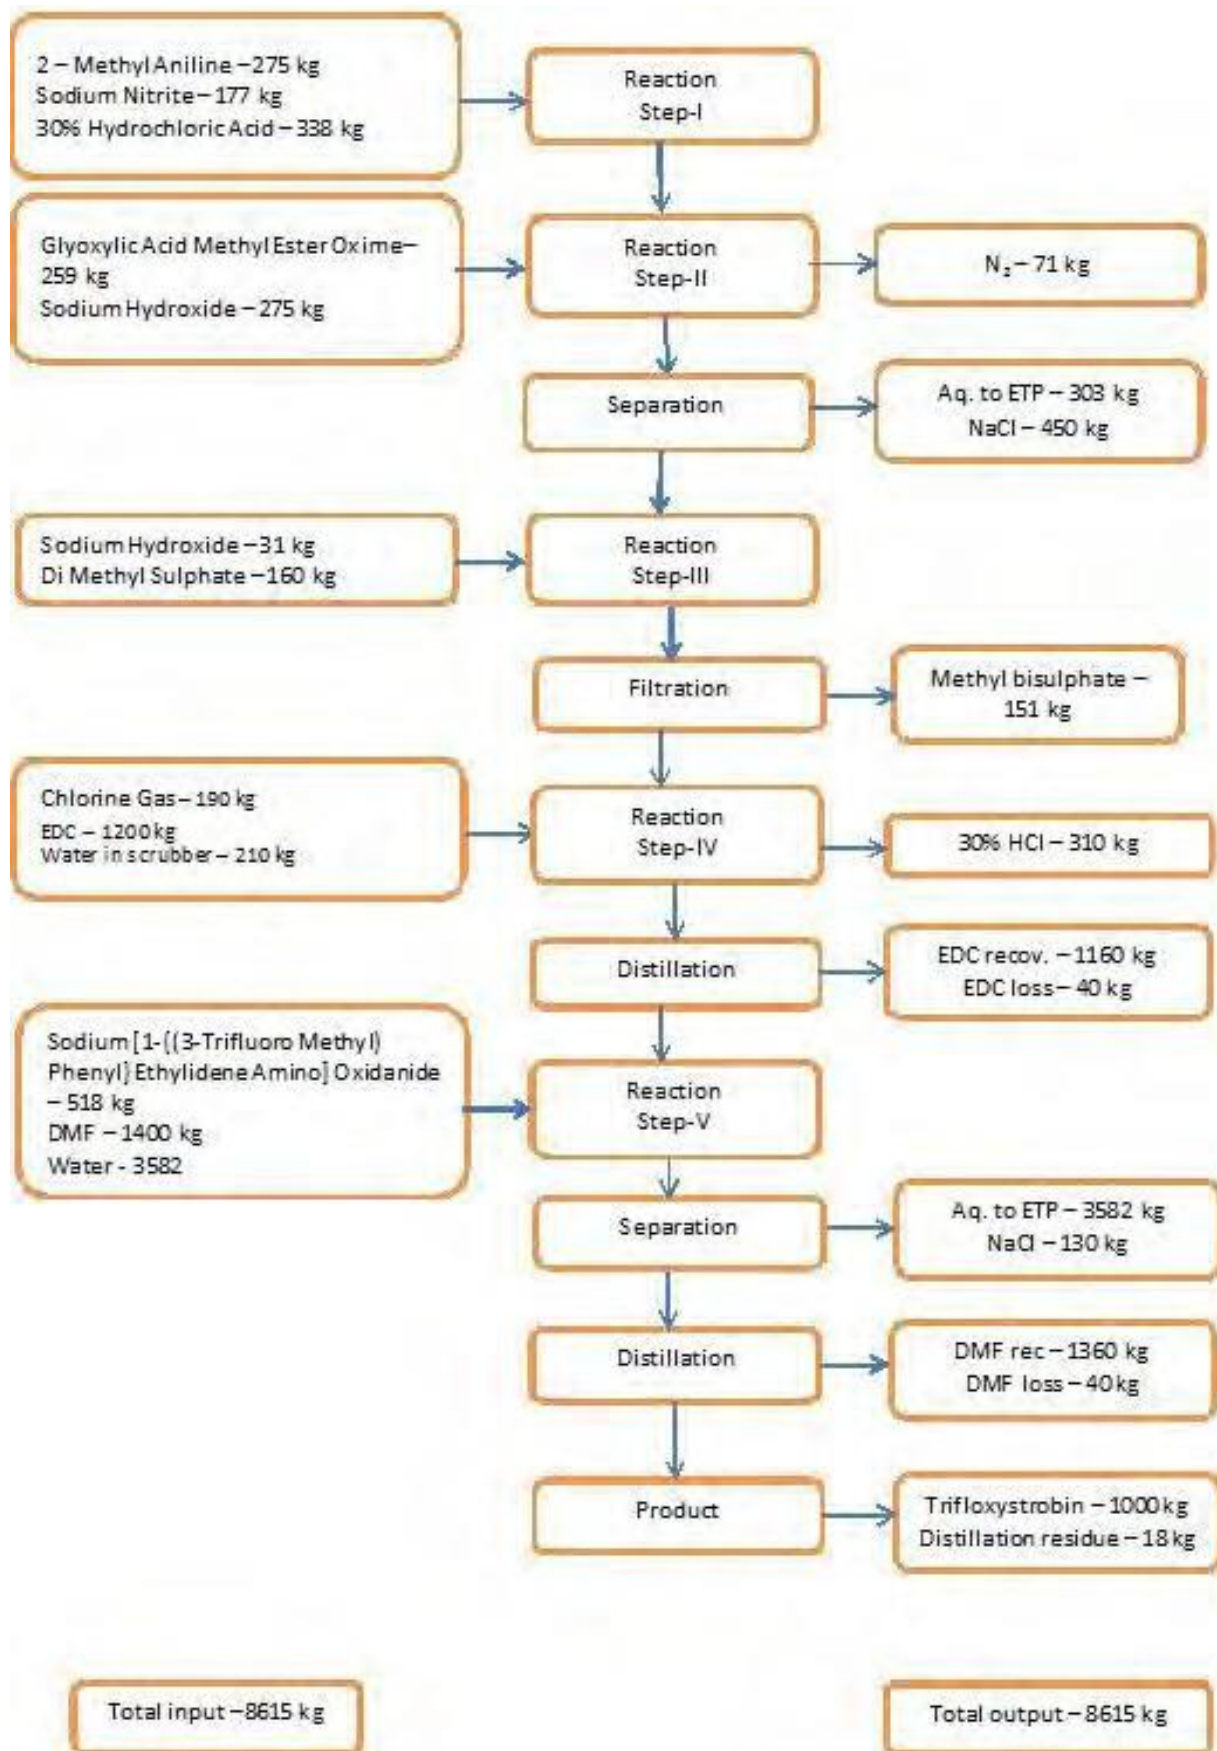 2 – Methyl Aniline – 275 kg
Sodium Nitrite – 177 kg
30% Hydrochloric Acid – 338 kg
Reaction
Step-I
Glyoxylic Acid Methyl Ester Oxime –
259 kg
Sodium Hydroxide – 275 kg
Reaction
Step-II
N₂ – 71 kg
Separation
Aq. to ETP – 303 kg
NaCl – 450 kg
Sodium Hydroxide – 31 kg
Di Methyl Sulphate – 160 kg
Reaction
Step-III
Filtration
Methyl bisulphate –
151 kg
Chlorine Gas – 190 kg
EDC – 1200 kg
Water in scrubber – 210 kg
Reaction
Step-IV
30% HCl – 310 kg
Distillation
EDC recov. – 1160 kg
EDC loss – 40 kg
Sodium [1-{(3-Trifluoro Methyl)
Phenyl} Ethylidene Amino] Oxidanide
– 518 kg
DMF – 1400 kg
Water - 3582
Reaction
Step-V
Separation
Aq. to ETP – 3582 kg
NaCl – 130 kg
Distillation
DMF rec – 1360 kg
DMF loss – 40 kg
Product
Trifloxystrobin – 1000 kg
Distillation residue – 18 kg
Total input – 8615 kg
Total output – 8615 kg